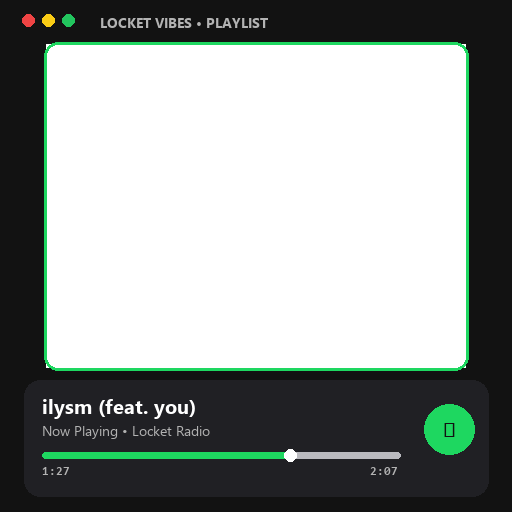 LOCKET VIBES • PLAYLIST
ilysm (feat. you)
Now Playing • Locket Radio
1:27
2:07